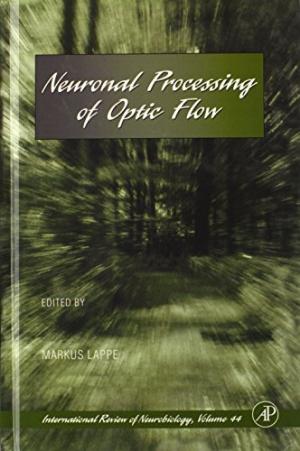 Neuronal Processing
of Optic Flow
EDITED BY
MARKUS LAPPE
International Review of Neurobiology, Volume 44
AP